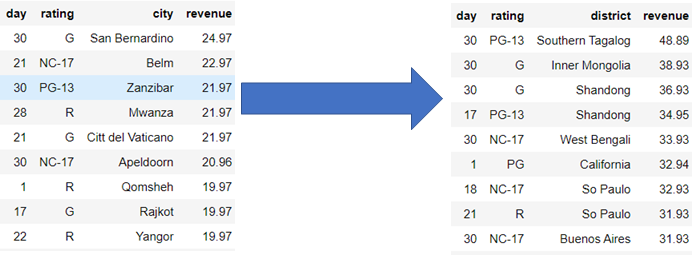 day rating city revenue
30 G San Bernardino 24.97
21 NC-17 Belm 22.97
30 PG-13 Zanzibar 21.97
28 R Mwanza 21.97
21 G Citt del Vaticano 21.97
30 NC-17 Apeldoorn 20.96
1 R Qomsheh 19.97
17 G Rajkot 19.97
22 R Yangor 19.97
day rating district revenue
30 PG-13 Southern Tagalog 48.89
30 G Inner Mongolia 38.93
30 G Shandong 36.93
17 PG-13 Shandong 34.95
30 NC-17 West Bengali 33.93
1 PG California 32.94
18 NC-17 So Paulo 32.93
21 R So Paulo 31.93
30 NC-17 Buenos Aires 31.93